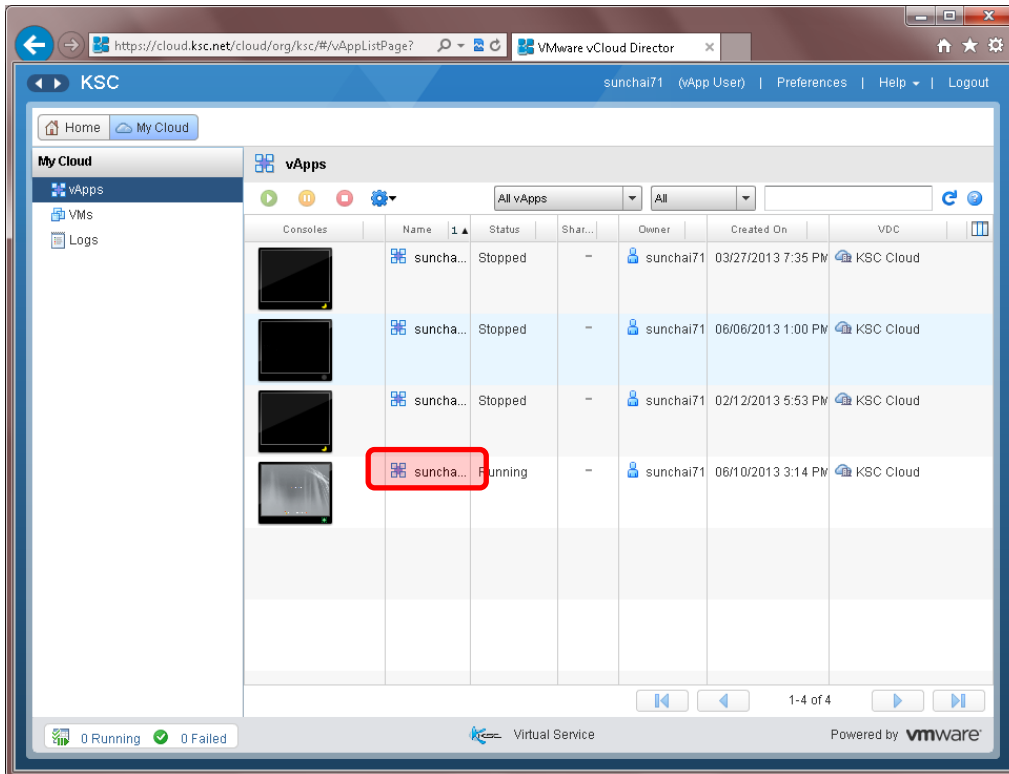 https://cloud.ksc.net/cloud/org/ksc/#/vAppListPage?
VMware vCloud Director
KSC
sunchai71 (vApp User) | Preferences | Help | Logout
Home
My Cloud
My Cloud
vApps
VMs
Logs
vApps
All vApps
All
Consoles Name 1 Status Shar... Owner Created On VDC
suncha... Stopped - sunchai71 03/27/2013 7:35 PM KSC Cloud
suncha... Stopped - sunchai71 06/06/2013 1:00 PM KSC Cloud
suncha... Stopped - sunchai71 02/12/2013 5:53 PM KSC Cloud
suncha... Running - sunchai71 06/10/2013 3:14 PM KSC Cloud
1-4 of 4
0 Running 0 Failed
Virtual Service
Powered by vmware